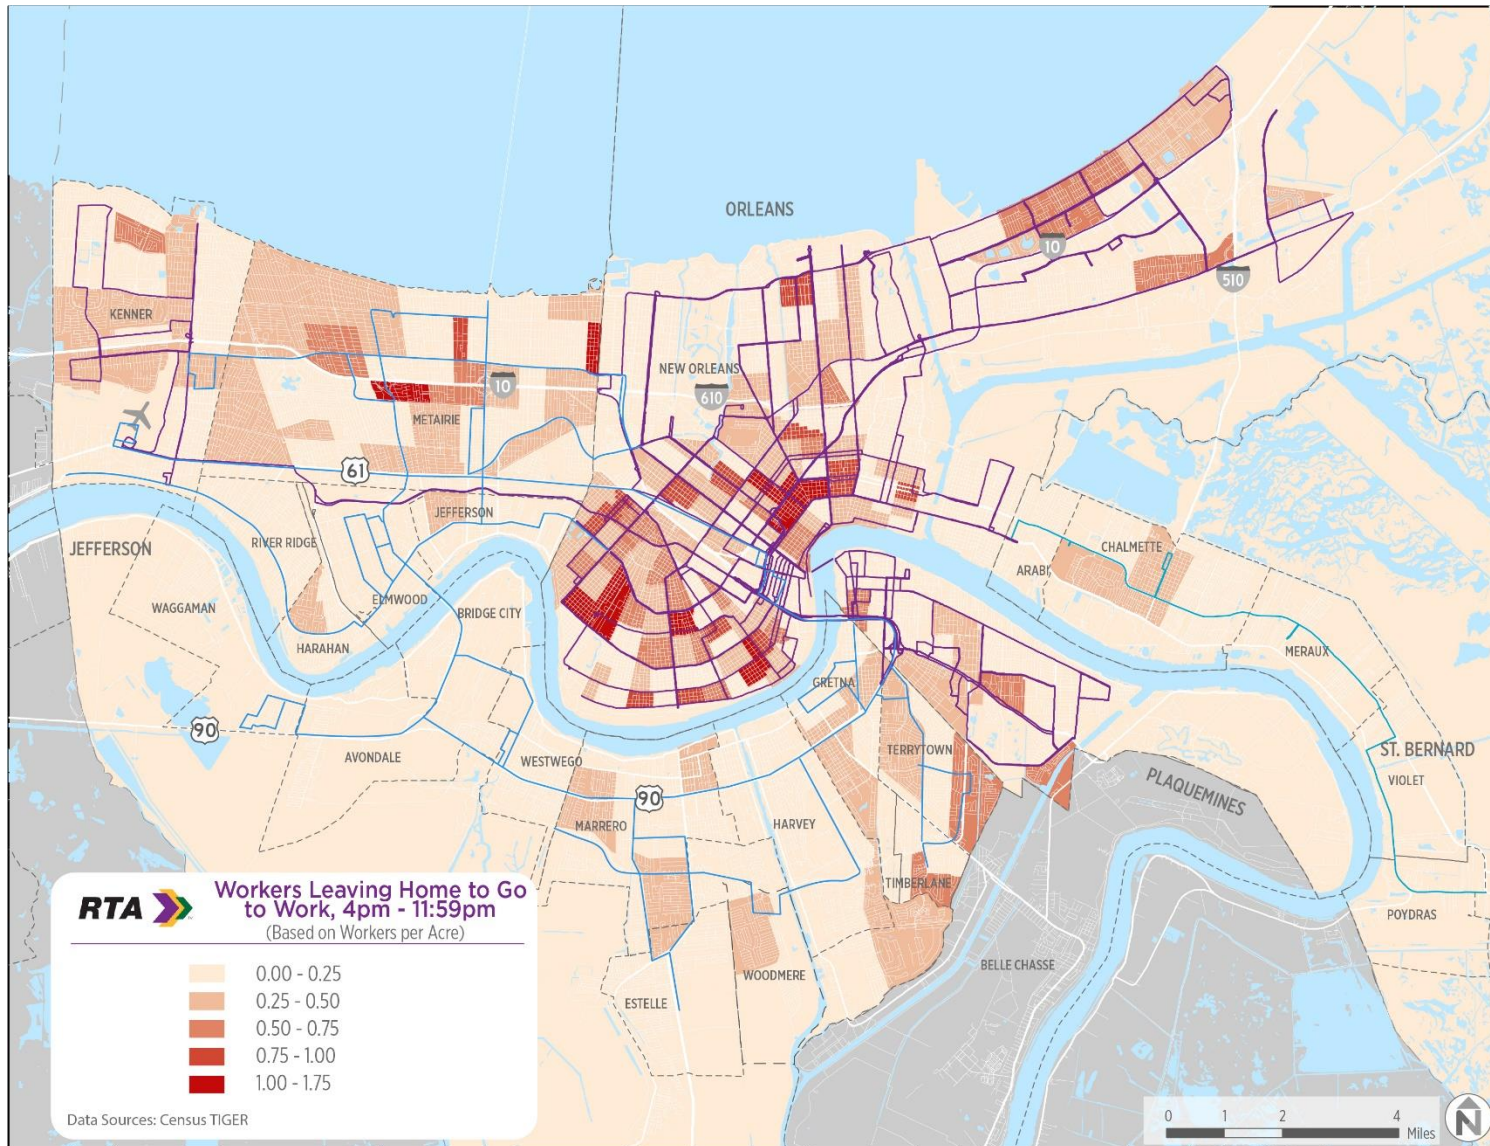 ORLEANS
10
510
KENNER
NEW ORLEANS
610
10
METAIRIE
61
JEFFERSON
JEFFERSON
RIVER RIDGE
CHALMETTE
ARABI
WAGGAMAN
ELMWOOD
BRIDGE CITY
HARAHAN
MERAUX
GRETNA
90
AVONDALE
WESTWEGO
TERRYTOWN
ST. BERNARD
VIOLET
PLAQUEMINES
90
MARRERO
HARVEY
TIMBERLANE
POYDRAS
BELLE CHASSE
WOODMERE
ESTELLE
RTA
Workers Leaving Home to Go
to Work, 4pm - 11:59pm
(Based on Workers per Acre)
0.00 - 0.25
0.25 - 0.50
0.50 - 0.75
0.75 - 1.00
1.00 - 1.75
Data Sources: Census TIGER
0 1 2 4
Miles
N